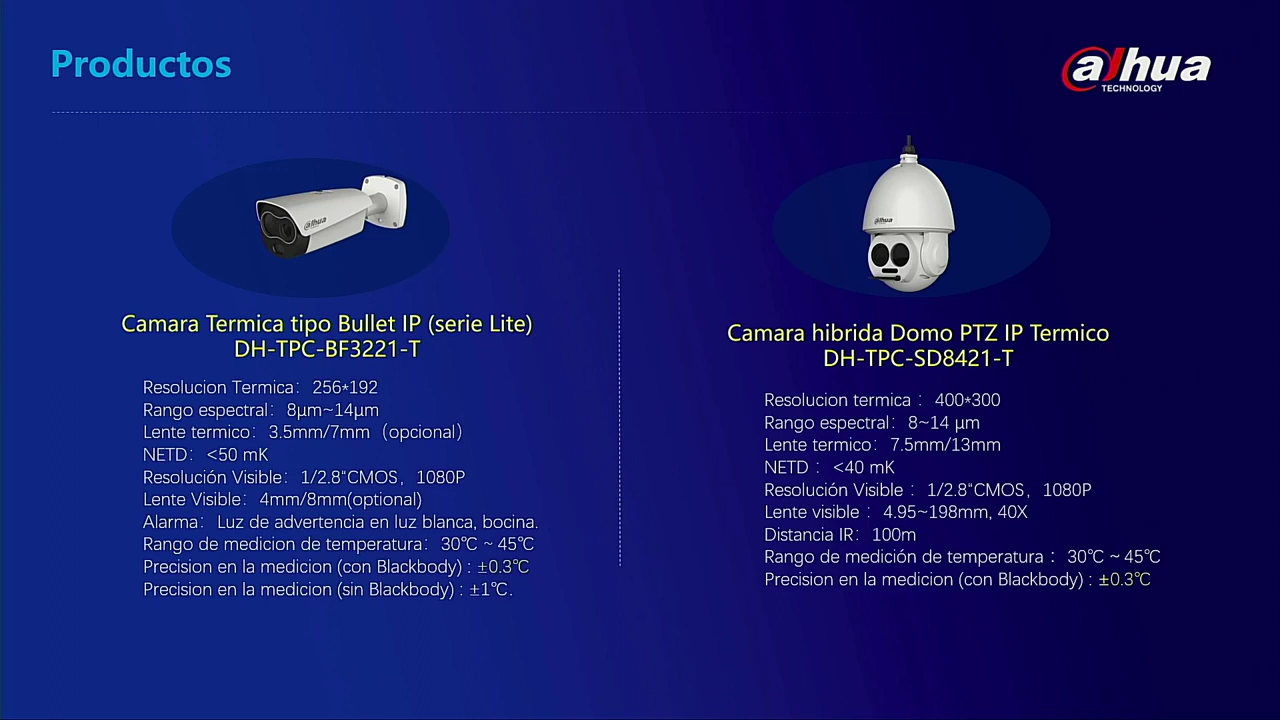 Productos
alhua
TECHNOLOGY
alhua
alhua
Camara Termica tipo Bullet IP (serie Lite)
DH-TPC-BF3221-T
Resolucion Termica: 256*192
Rango espectral: 8μm~14μm
Lente termico: 3.5mm/7mm (opcional)
NETD: <50 mK
Resolución Visible: 1/2.8“CMOS, 1080P
Lente Visible: 4mm/8mm(optional)
Alarma: Luz de advertencia en luz blanca, bocina.
Rango de medicion de temperatura: 30℃ ~ 45℃
Precision en la medicion (con Blackbody) : ±0.3℃
Precision en la medicion (sin Blackbody) : ±1℃.
Camara hibrida Domo PTZ IP Termico
DH-TPC-SD8421-T
Resolucion termica : 400*300
Rango espectral: 8~14 μm
Lente termico: 7.5mm/13mm
NETD : <40 mK
Resolución Visible : 1/2.8“CMOS, 1080P
Lente visible : 4.95~198mm, 40X
Distancia IR: 100m
Rango de medición de temperatura : 30℃ ~ 45℃
Precision en la medicion (con Blackbody) : ±0.3℃